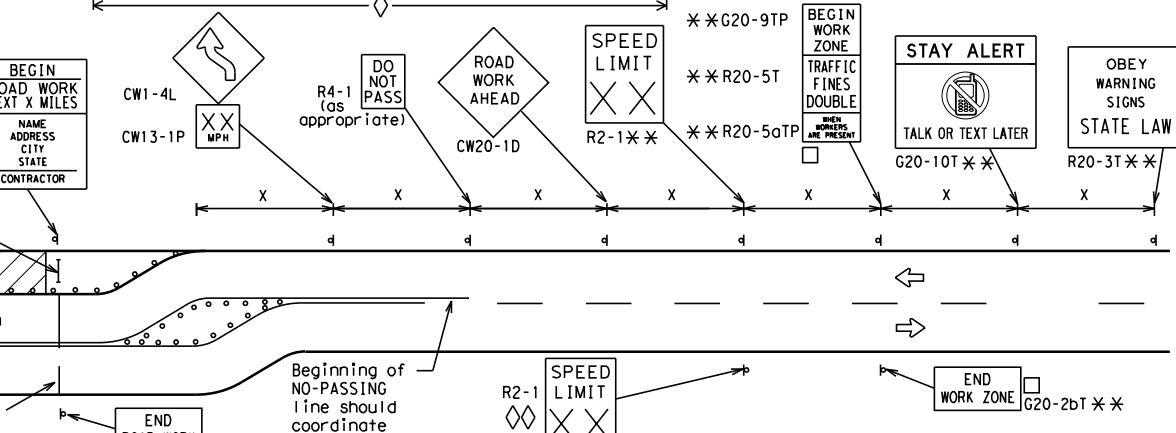 BEGIN
ROAD WORK
NEXT X MILES
NAME
ADDRESS
CITY
STATE
CONTRACTOR
CW1-4L
CW13-1P
XX
MPH
R4-1
(as
appropriate)
DO
NOT
PASS
ROAD
WORK
AHEAD
CW20-1D
SPEED
LIMIT
XX
R2-1**
**G20-9TP
**R20-5T
**R20-5aTP
BEGIN
WORK
ZONE
TRAFFIC
FINES
DOUBLE
WHEN
WORKERS
ARE PRESENT
STAY ALERT
TALK OR TEXT LATER
G20-10T**
OBEY
WARNING
SIGNS
STATE LAW
R20-3T**
X
X
X
X
X
X
X
Beginning of
NO-PASSING
line should
coordinate
R2-1
SPEED
LIMIT
XX
END
WORK ZONE
G20-2bT**
END
ROAD WORK